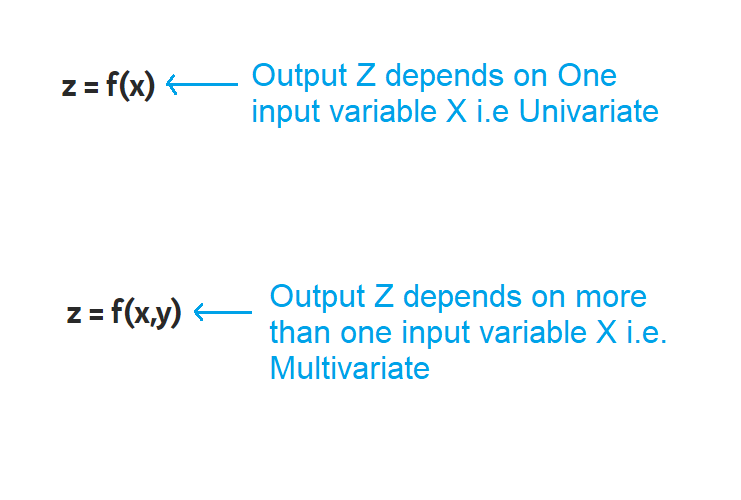 z = f(x)
Output Z depends on One
input variable X i.e Univariate
z = f(x,y)
Output Z depends on more
than one input variable X i.e.
Multivariate